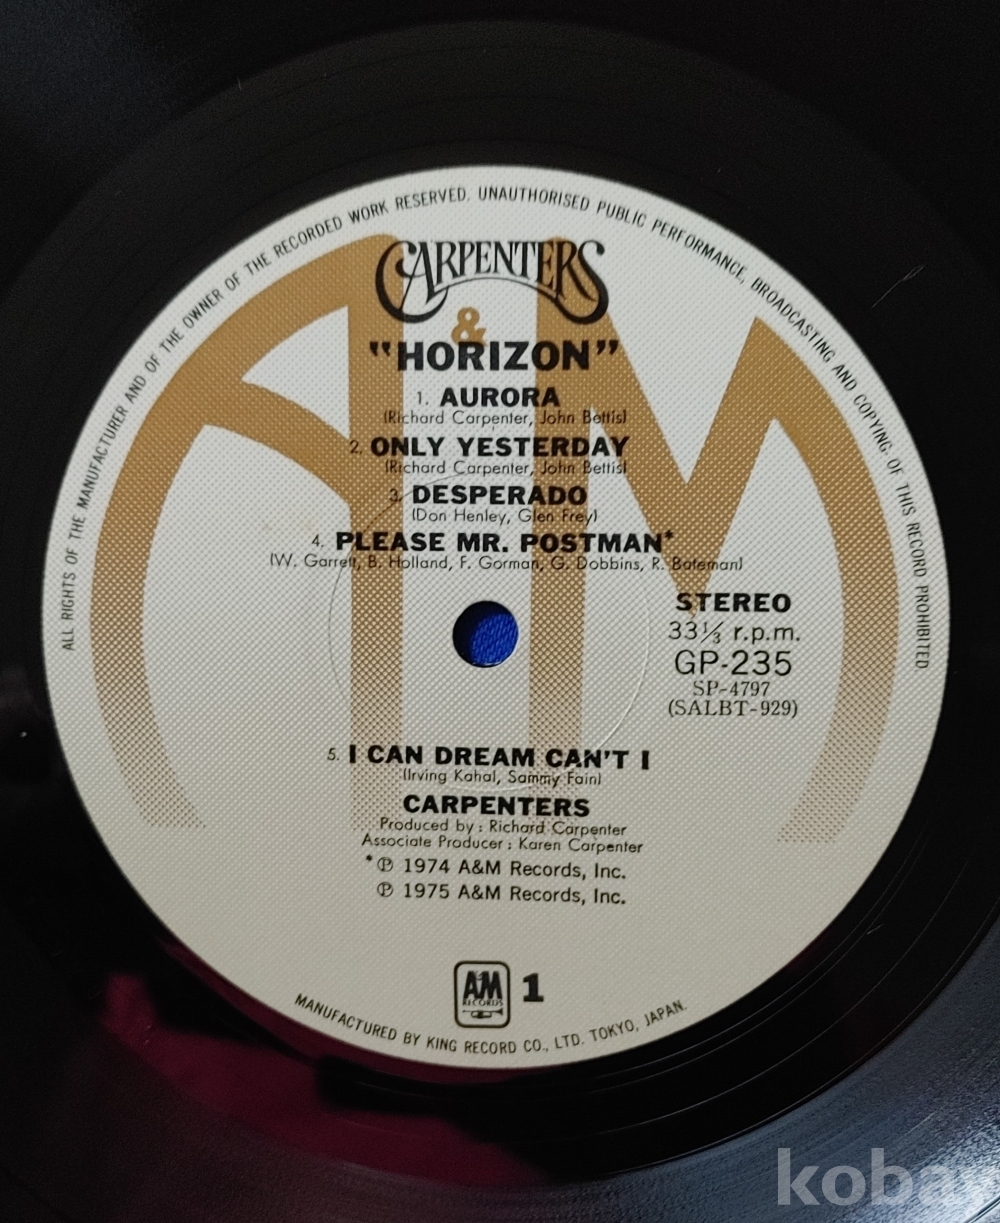 ALL RIGHTS OF THE MANUFACTURER AND OF THE OWNER OF THE RECORDED WORK RESERVED. UNAUTHORISED PUBLIC PERFORMANCE, BROADCASTING AND COPYING, OF THIS RECORD PROHIBITED
CARPENTERS
&
"HORIZON"
1. AURORA
(Richard Carpenter, John Bettis)
2. ONLY YESTERDAY
(Richard Carpenter, John Bettis)
3. DESPERADO
(Don Henley, Glen Frey)
4. PLEASE MR. POSTMAN*
(W. Garrett, B. Holland, F. Gorman, G. Dobbins, R. Bateman)
STEREO
33⅓ r.p.m.
GP-235
SP-4797
(SALBT-929)
5. I CAN DREAM CAN'T I
(Irving Kahal, Sammy Fain)
CARPENTERS
Produced by : Richard Carpenter
Associate Producer : Karen Carpenter
*℗ 1974 A&M Records, Inc.
℗ 1975 A&M Records, Inc.
A&M RECORDS 1
MANUFACTURED BY KING RECORD CO., LTD. TOKYO, JAPAN.